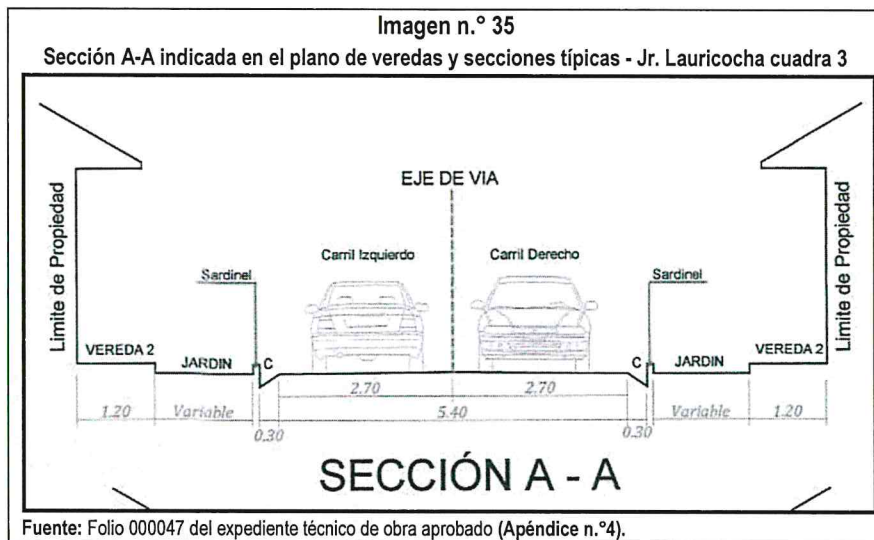 Imagen n.° 35
Sección A-A indicada en el plano de veredas y secciones típicas - Jr. Lauricocha cuadra 3
EJE DE VIA
Carril Izquierdo
Carril Derecho
Limite de Propiedad
Sardinel
Sardinel
Limite de Propiedad
VEREDA 2
JARDIN
C
C
JARDIN
VEREDA 2
2.70
2.70
1.20
Variable
5.40
Variable
1.20
0.30
0.30
SECCIÓN A - A
Fuente: Folio 000047 del expediente técnico de obra aprobado (Apéndice n.°4).